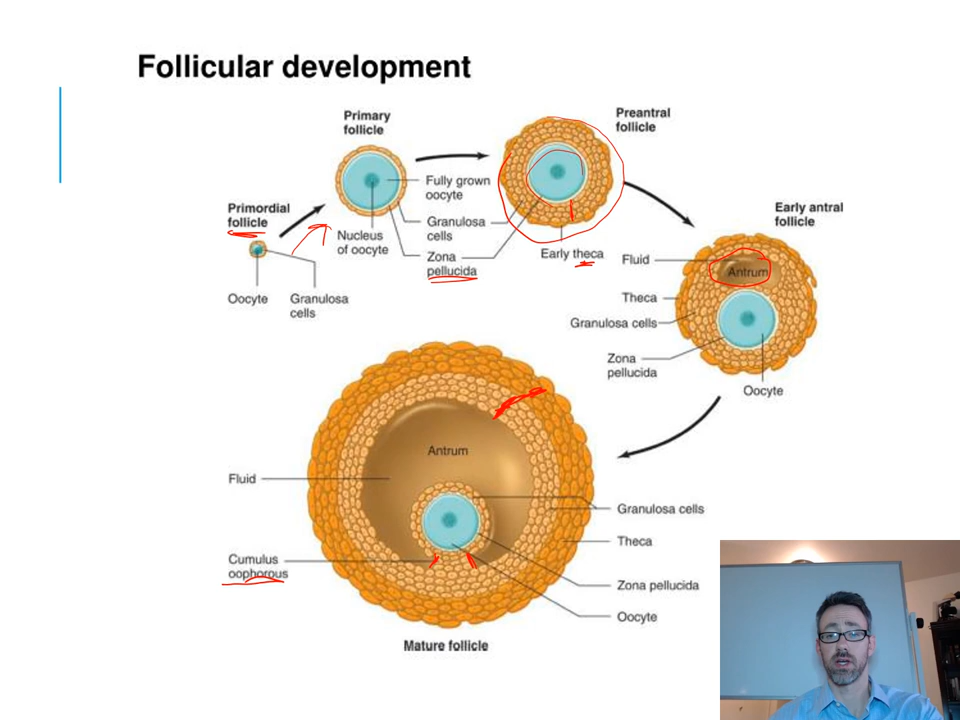 Follicular development
Primary
follicle
Preantral
follicle
Fully grown
oocyte
Primordial
follicle
Early antral
follicle
Granulosa
cells
Nucleus
of oocyte
Zona
pellucida
Early theca
Fluid
Antrum
Oocyte
Granulosa
cells
Theca
Granulosa cells
Zona
pellucida
Oocyte
Antrum
Fluid
Granulosa cells
Theca
Cumulus
oophorous
Zona pellucida
Oocyte
Mature follicle